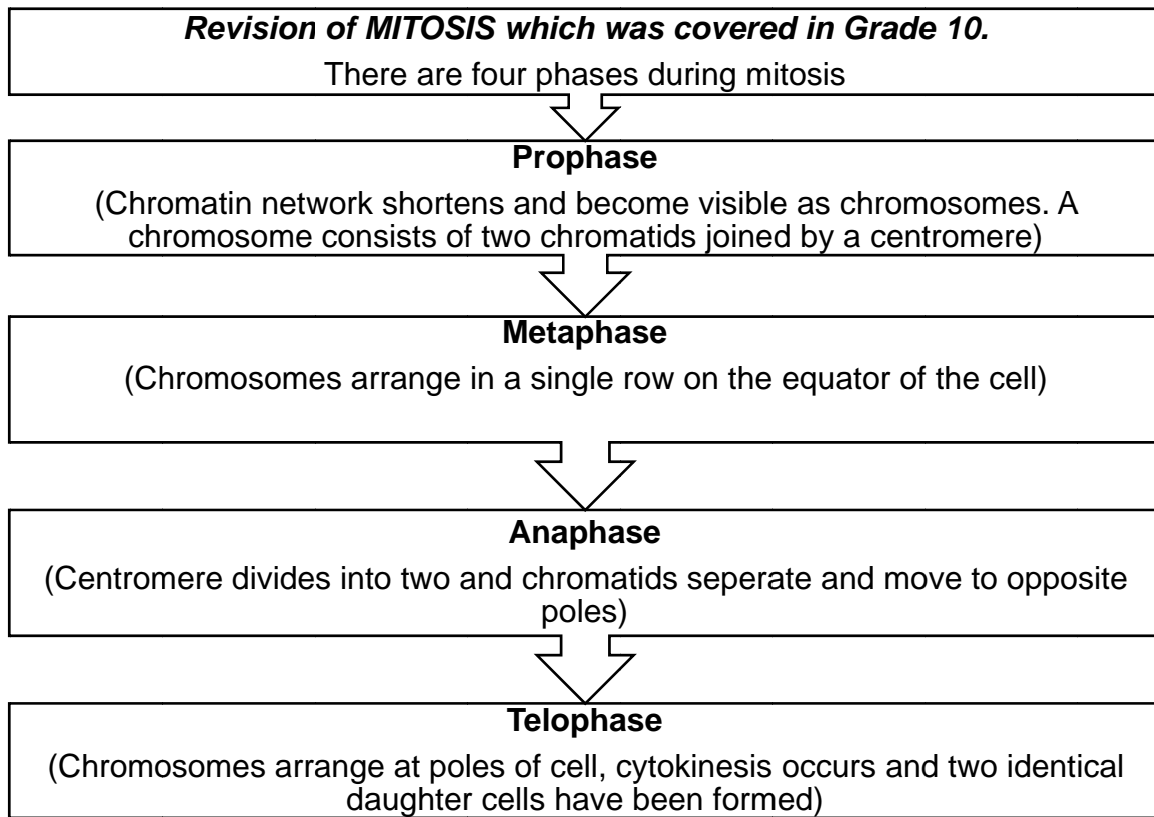 Revision of MITOSIS which was covered in Grade 10.
There are four phases during mitosis
Prophase
(Chromatin network shortens and become visible as chromosomes. A
chromosome consists of two chromatids joined by a centromere)
Metaphase
(Chromosomes arrange in a single row on the equator of the cell)
Anaphase
(Centromere divides into two and chromatids seperate and move to opposite
poles)
Telophase
(Chromosomes arrange at poles of cell, cytokinesis occurs and two identical
daughter cells have been formed)